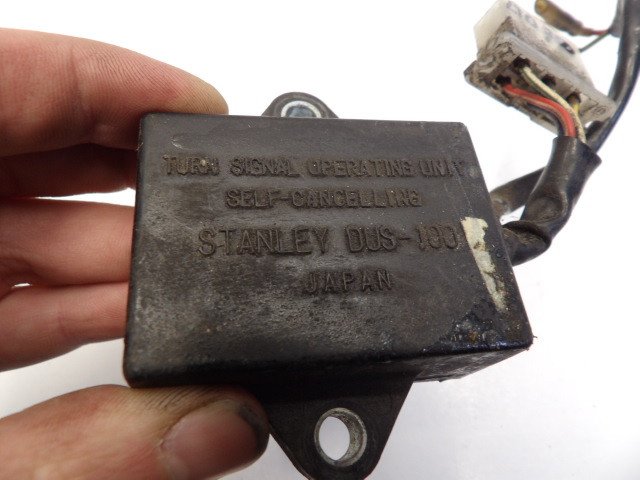 TURN SIGNAL OPERATING UNIT
SELF-CANCELLING
STANLEY DUS-100
JAPAN